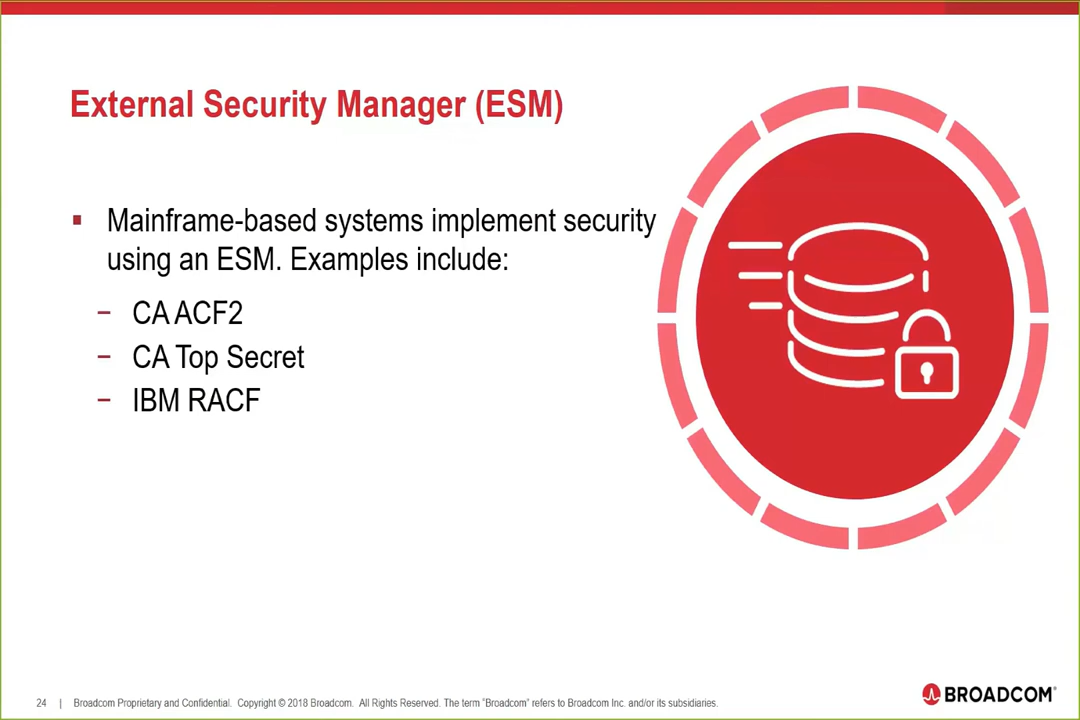 External Security Manager (ESM)
▪ Mainframe-based systems implement security
using an ESM. Examples include:
− CA ACF2
− CA Top Secret
− IBM RACF
24 | Broadcom Proprietary and Confidential. Copyright © 2018 Broadcom. All Rights Reserved. The term “Broadcom” refers to Broadcom Inc. and/or its subsidiaries.
BROADCOM®